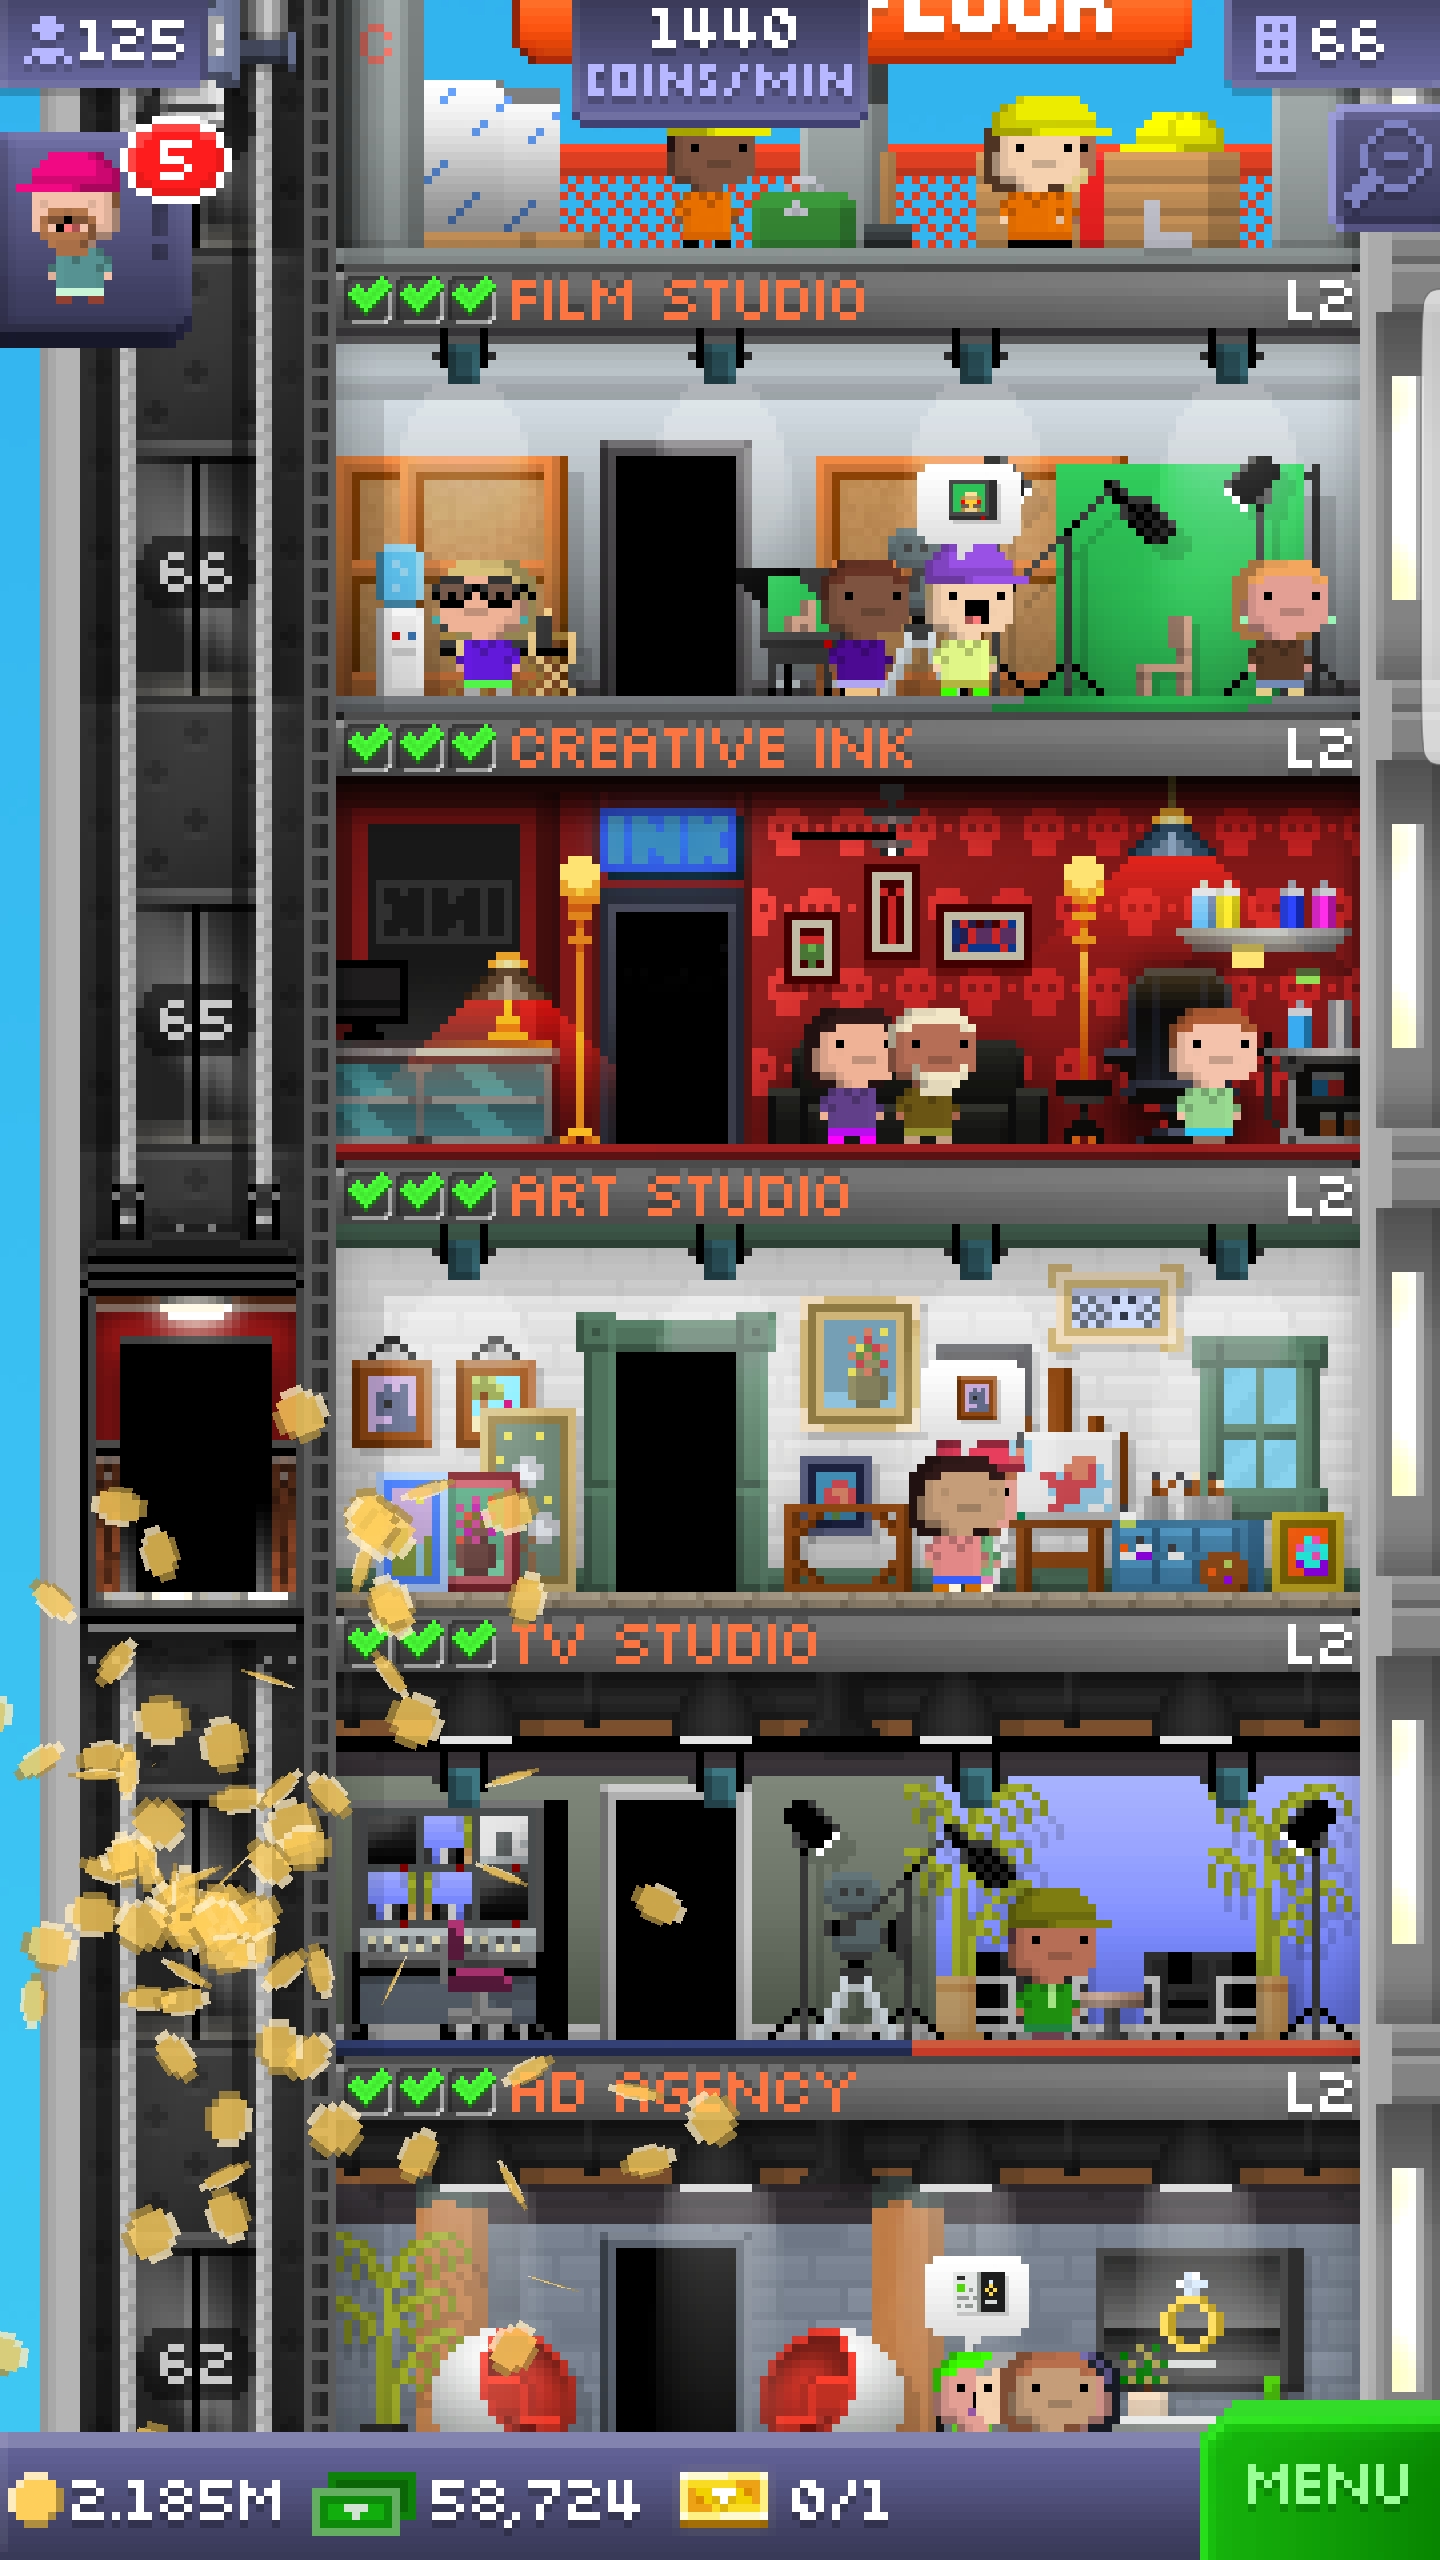 125
1440
COINS/MIN
FLOOR
66
5
FILM STUDIO
L2
66
CREATIVE INK
L2
INK
65
ART STUDIO
L2
TV STUDIO
L2
AD AGENCY
L2
62
2.185M
58,724
0/1
MENU